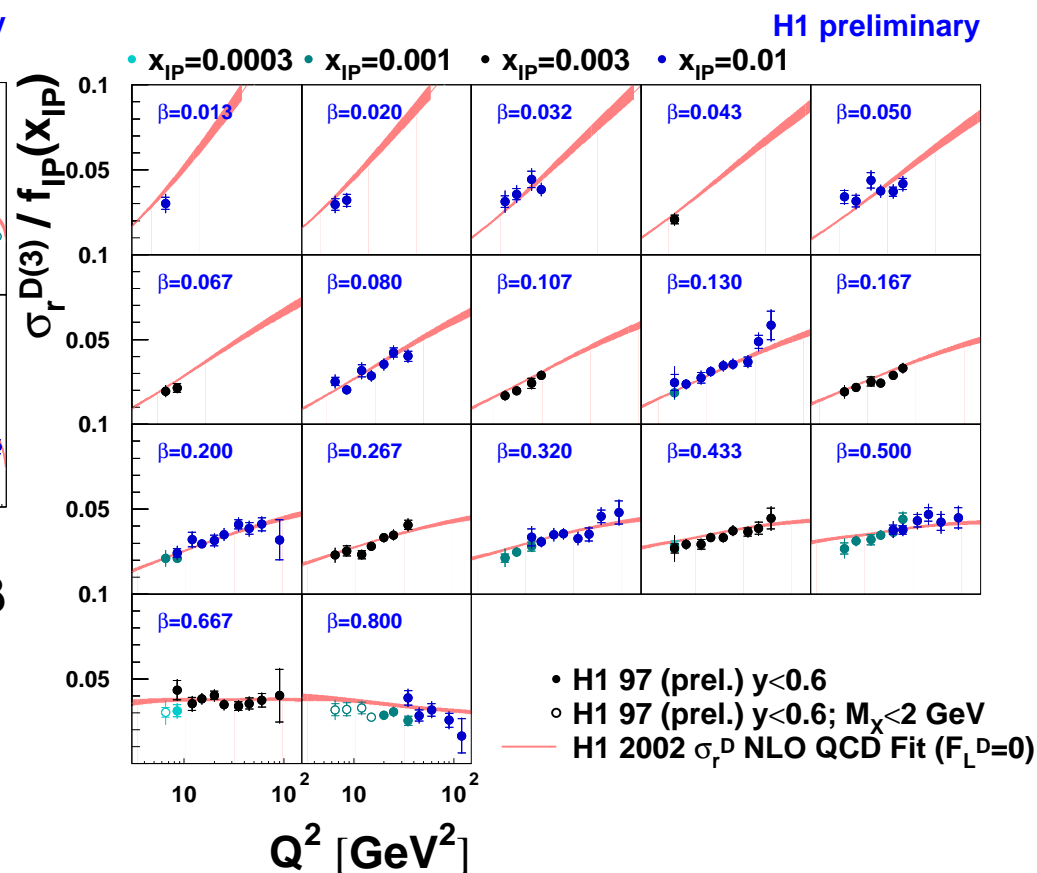 H1 preliminary
x_IP=0.0003 x_IP=0.001 x_IP=0.003 x_IP=0.01
σ_r^D(3) / f_IP(x_IP)
0.1
β=0.013 β=0.020 β=0.032 β=0.043 β=0.050
0.05
0.1
β=0.067 β=0.080 β=0.107 β=0.130 β=0.167
0.05
0.1
β=0.200 β=0.267 β=0.320 β=0.433 β=0.500
0.05
0.1
β=0.667 β=0.800
0.05
H1 97 (prel.) y<0.6
H1 97 (prel.) y<0.6; M_X<2 GeV
H1 2002 σ_r^D NLO QCD Fit (F_L^D=0)
10 10^2 10 10^2
Q^2 [GeV^2]